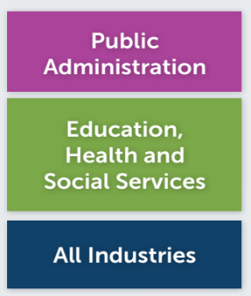 Public
Administration
Education,
Health and
Social Services
All Industries